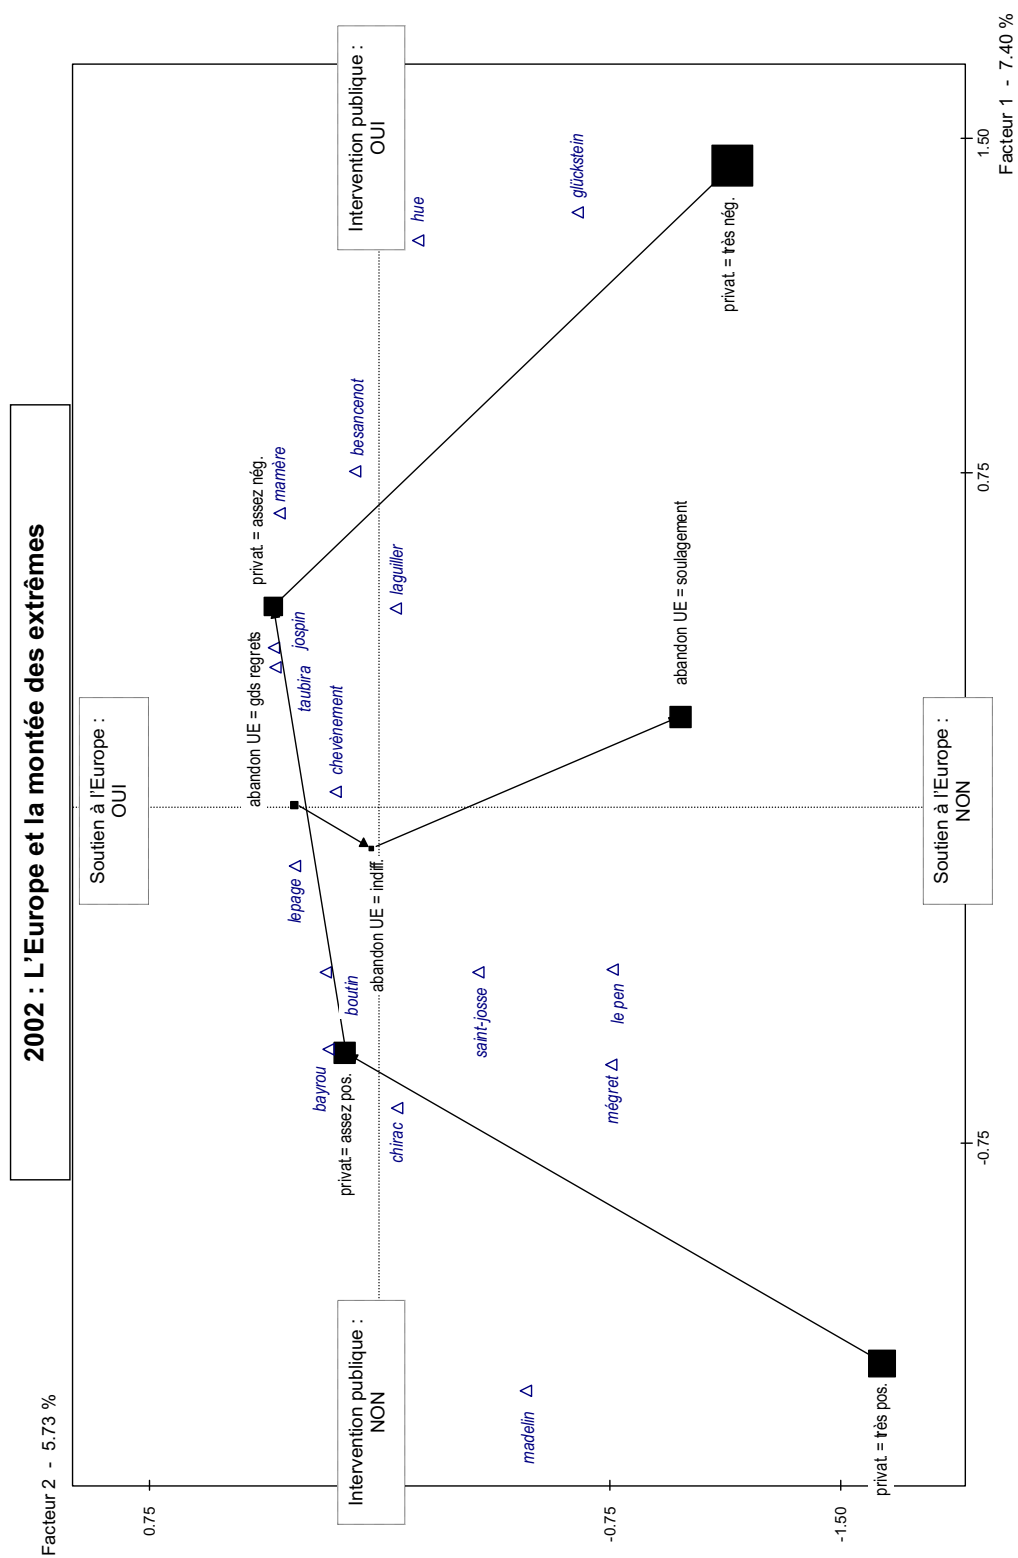 2002 : L'Europe et la montée des extrêmes
Facteur 2 - 5.73 %
Soutien à l'Europe :
OUI
0.75
abandon UE = gds regrets
privat. = assez nég.
mamère
taubira
jospin
lepage
chevènement
besancenot
bayrou
boutin
privat.= assez pos.
Intervention publique :
NON
abandon UE = indiff.
laguiller
Intervention publique :
OUI
chirac
hue
saint-josse
madelin
glückstein
mégret
le pen
-0.75
abandon UE = soulagement
privat. = très nég.
-1.50
privat. = très pos.
Soutien à l'Europe :
NON
-0.75
0.75
1.50
Facteur 1 - 7.40 %